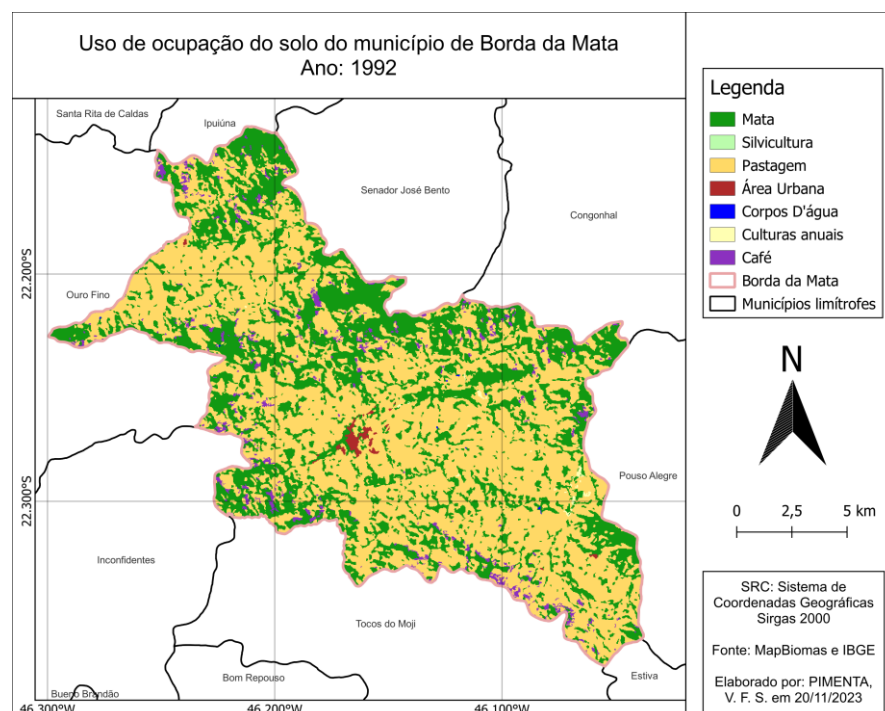 Uso de ocupação do solo do município de Borda da Mata
Ano: 1992
Santa Rita de Caldas
Ipuiúna
Senador José Bento
Congonhal
22.200°S
Ouro Fino
Pouso Alegre
22.300°S
Inconfidentes
Tocos do Moji
Bom Repouso
Estiva
Bueno Brandão
46.300°W
46.200°W
46.100°W
Legenda
Mata
Silvicultura
Pastagem
Área Urbana
Corpos D'água
Culturas anuais
Café
Borda da Mata
Municípios limítrofes
N
0 2,5 5 km
SRC: Sistema de
Coordenadas Geográficas
Sirgas 2000
Fonte: MapBiomas e IBGE
Elaborado por: PIMENTA,
V. F. S. em 20/11/2023